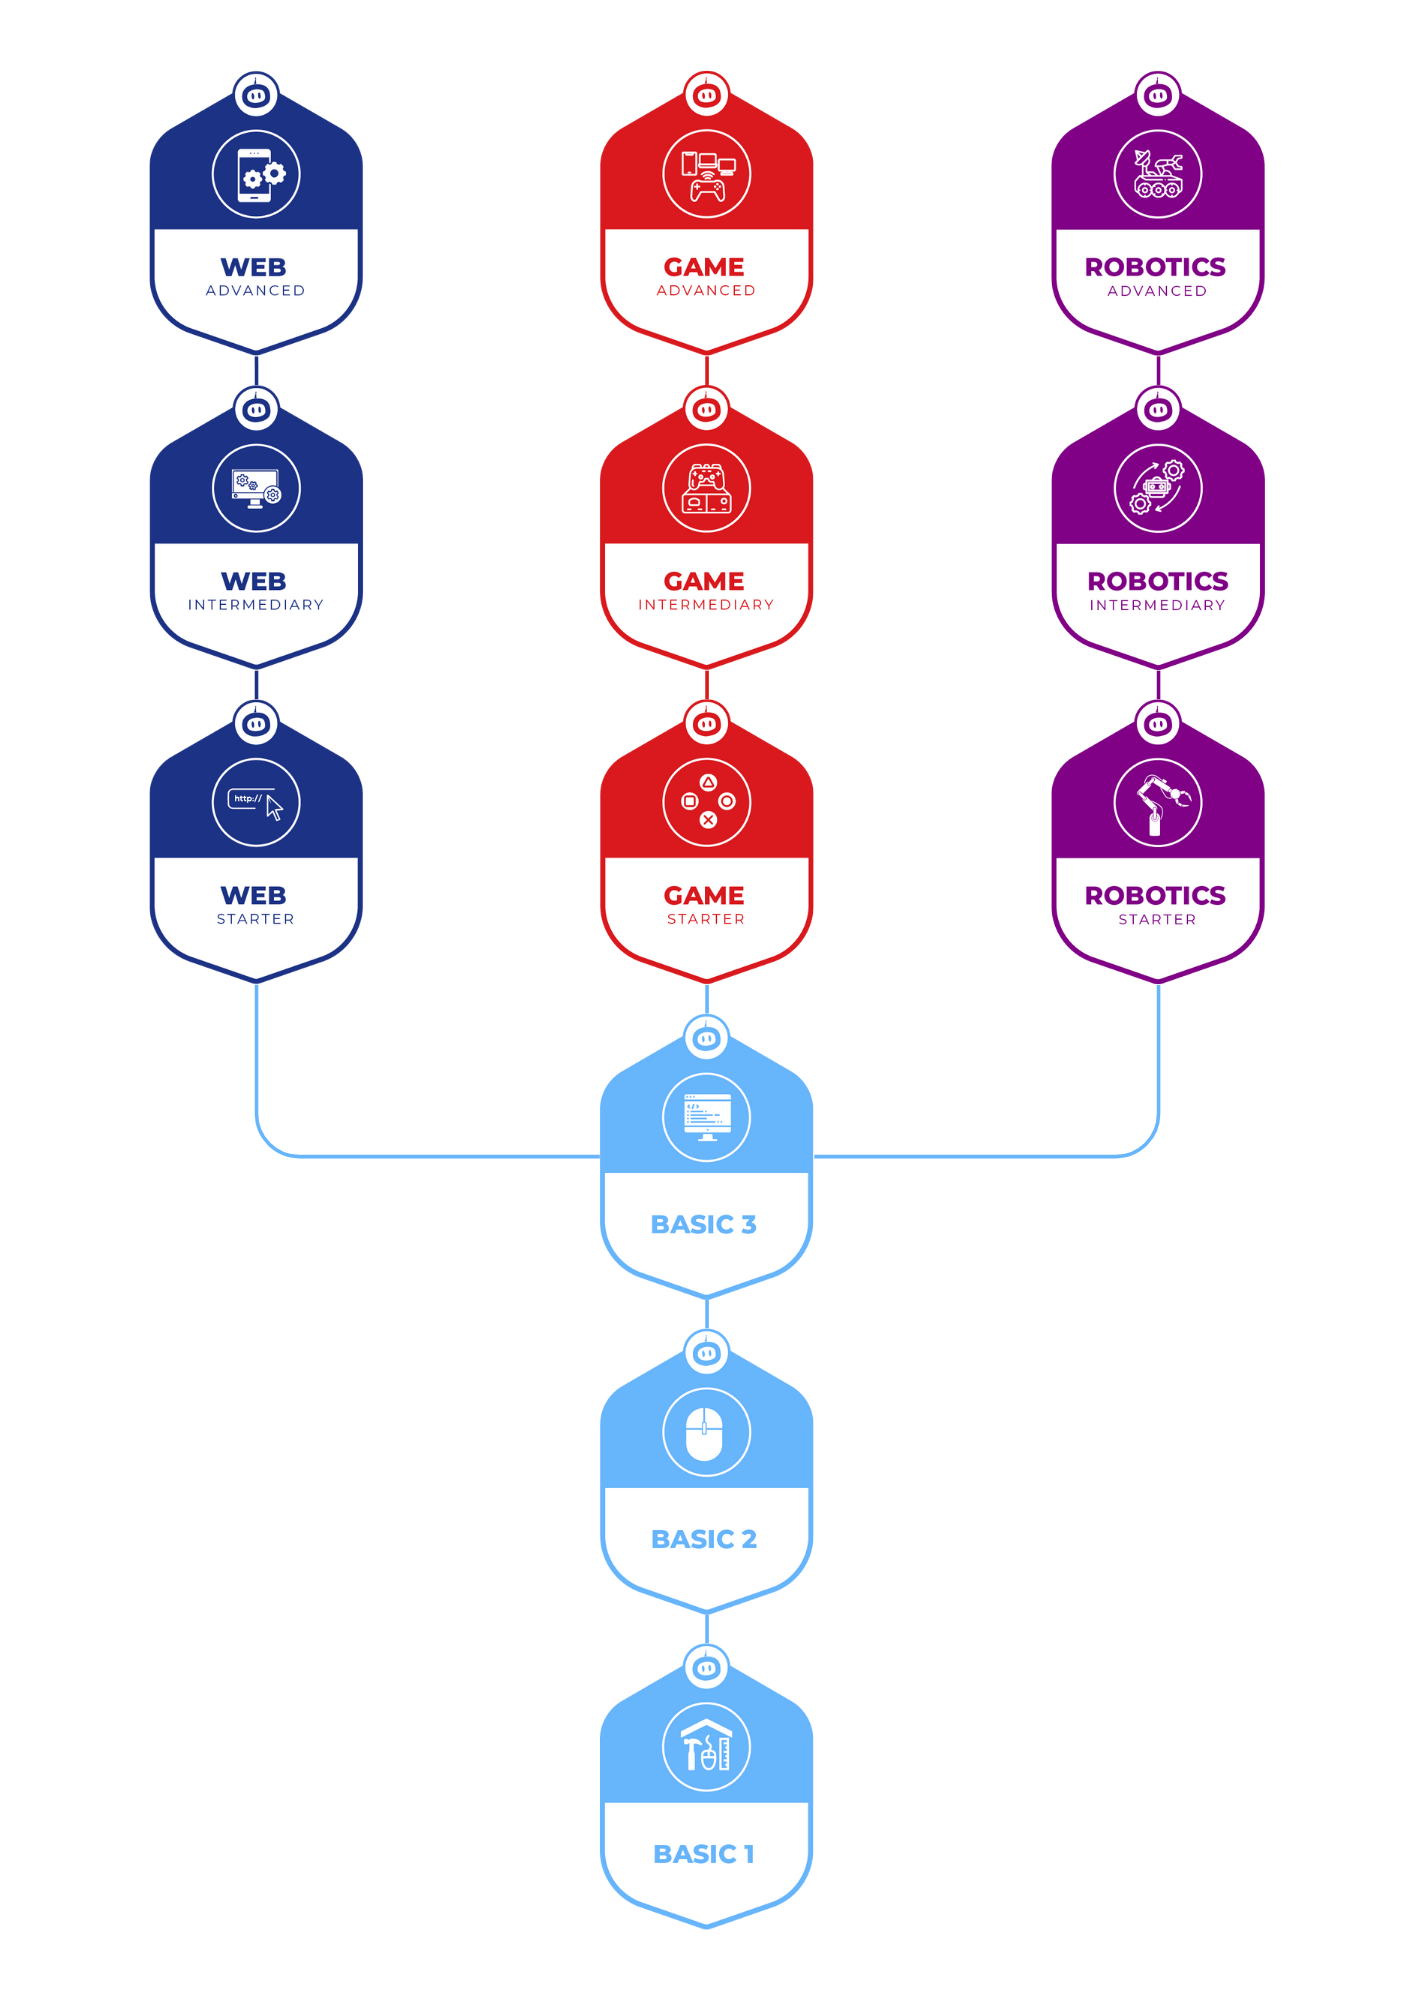 WEB
ADVANCED
GAME
ADVANCED
ROBOTICS
ADVANCED
WEB
INTERMEDIARY
GAME
INTERMEDIARY
ROBOTICS
INTERMEDIARY
http://
WEB
STARTER
GAME
STARTER
ROBOTICS
STARTER
BASIC 3
BASIC 2
BASIC 1